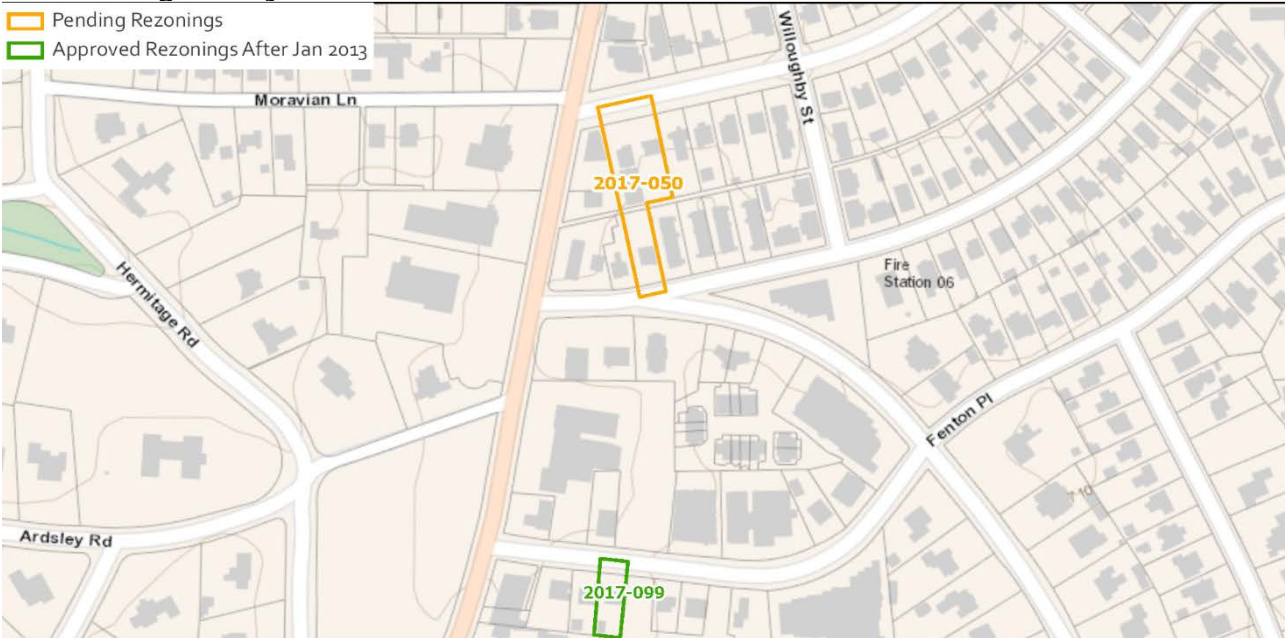 Pending Rezonings
Approved Rezonings After Jan 2013
Moravian Ln
Willoughby St
2017-050
Fire
Station 06
Hermitage Rd
Fenton Pl
710
Ardsley Rd
2017-099